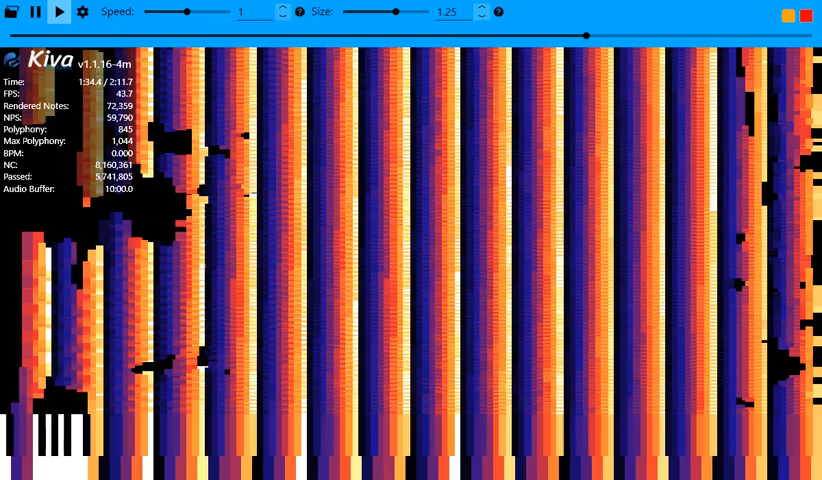 Speed: 1 Size: 1.25
Kiva v1.1.16-4m
Time: 1:34.4 / 2:11.7
FPS: 43.7
Rendered Notes: 72,359
NPS: 59,790
Polyphony: 845
Max Polyphony: 1,044
BPM: 0.000
NC: 8,160,361
Passed: 5,741,805
Audio Buffer: 10:00.0